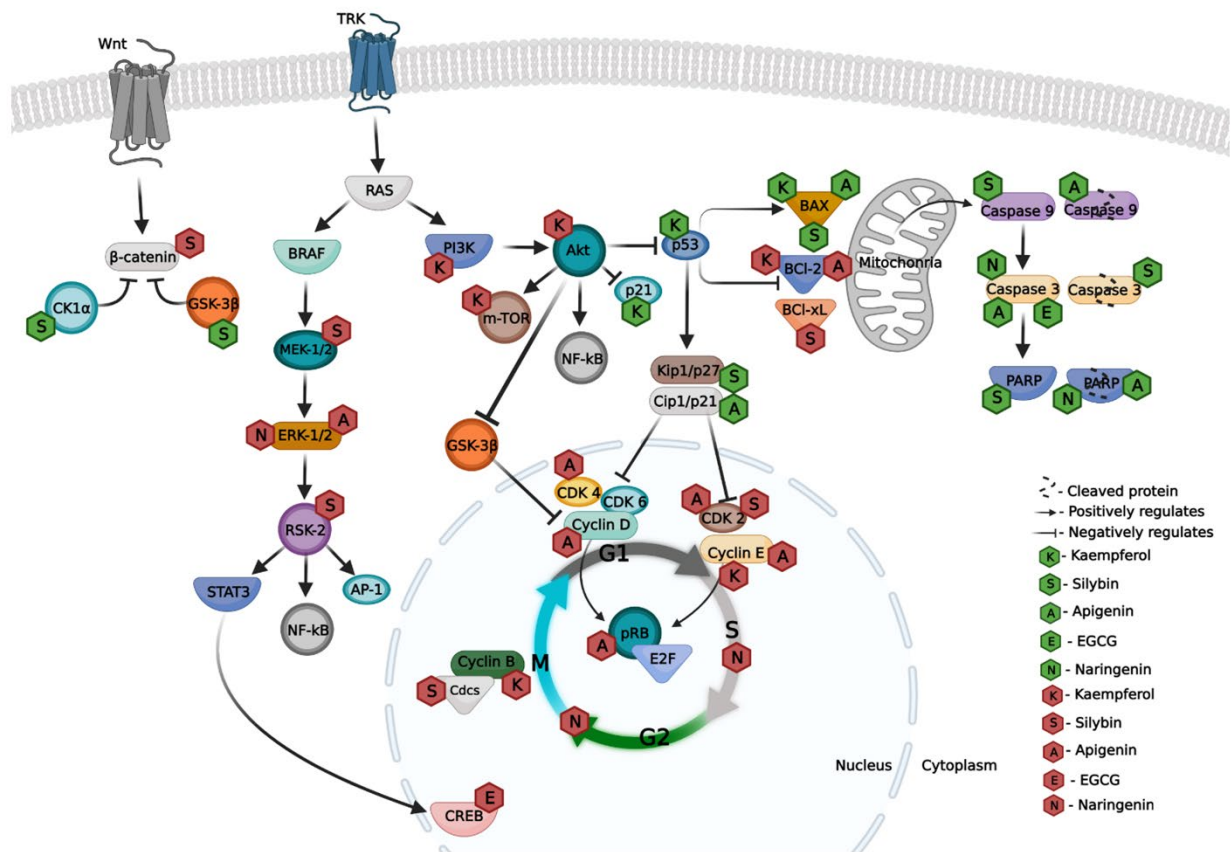 Wnt
TRK
RAS
β-catenin
S
CK1α
S
GSK-3β
S
BRAF
PI3K
K
Akt
K
p53
K
K
A
BAX
S
K
A
BCl-2
BCl-xL
S
Mitochonria
S
Caspase 9
A
Caspase 9
N
Caspase 3
A
E
S
Caspase 3
PARP
S
PARP
N
A
MEK-1/2
S
K
m-TOR
p21
K
NF-kB
Kip1/p27
S
Cip1/p21
A
N
ERK-1/2
A
GSK-3β
RSK-2
S
STAT3
NF-kB
AP-1
A
CDK 4
CDK 6
Cyclin D
A
G1
A
CDK 2
S
Cyclin E
A
K
pRB
A
E2F
S
N
M
Cyclin B
S
Cdcs
K
N
G2
CREB
E
Nucleus
Cytoplasm
- Cleaved protein
- Positively regulates
- Negatively regulates
K - Kaempferol
S - Silybin
A - Apigenin
E - EGCG
N - Naringenin
K - Kaempferol
S - Silybin
A - Apigenin
E - EGCG
N - Naringenin